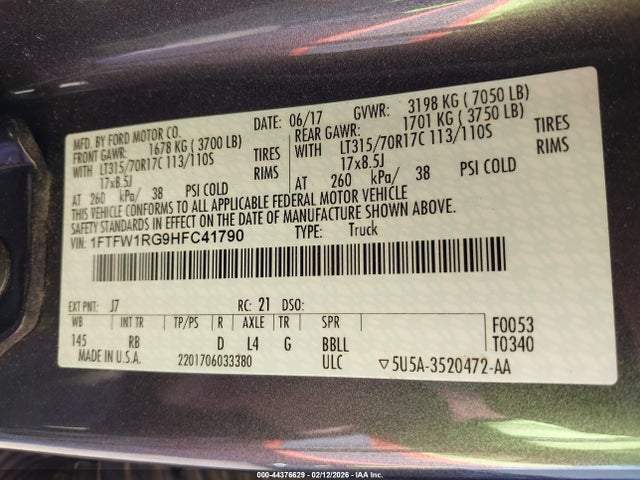 MFD. BY FORD MOTOR CO.
DATE: 06/17 GVWR: 3198 KG ( 7050 LB)
FRONT GAWR: 1678 KG ( 3700 LB)
WITH LT315/70R17C 113/110S TIRES
17x8.5J RIMS
AT 260 kPa/ 38 PSI COLD
REAR GAWR: 1701 KG ( 3750 LB)
WITH LT315/70R17C 113/110S TIRES
17x8.5J RIMS
AT 260 kPa/ 38 PSI COLD
THIS VEHICLE CONFORMS TO ALL APPLICABLE FEDERAL MOTOR VEHICLE
SAFETY STANDARDS IN EFFECT ON THE DATE OF MANUFACTURE SHOWN ABOVE.
VIN: 1FTFW1RG9HFC41790 TYPE: Truck
EXT PNT: J7 RC: 21 DSO:
WB INT TR TP/PS R AXLE TR SPR
145 RB D L4 G BBLL
F0053
T0340
MADE IN U.S.A. 2201706033380 ULC ▽5U5A-3520472-AA
000-44376629 - 02/12/2026 - IAA Inc.